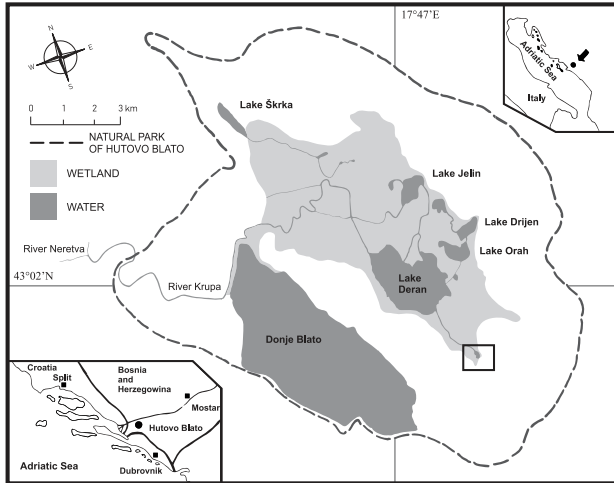 17°47'E
N
E
W
S
0 1 2 3 km
NATURAL PARK
OF HUTOVO BLATO
WETLAND
WATER
Lake Škrka
Adriatic Sea
Italy
Lake Jelin
Lake Drijen
Lake Orah
River Neretva
43°02'N
River Krupa
Lake
Deran
Donje Blato
Croatia
Split
Bosnia
and
Herzegowina
Mostar
Hutovo Blato
Adriatic Sea
Dubrovnik